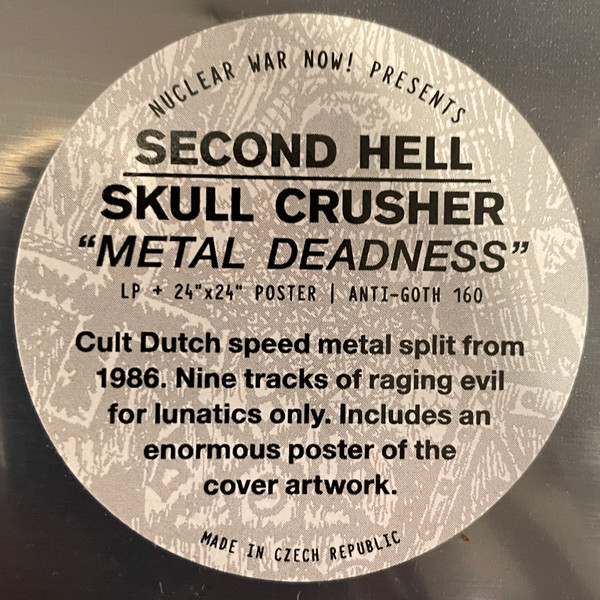 NUCLEAR WAR NOW! PRESENTS
SECOND HELL
SKULL CRUSHER
“METAL DEADNESS”
LP + 24"x24" POSTER | ANTI-GOTH 160
Cult Dutch speed metal split from
1986. Nine tracks of raging evil
for lunatics only. Includes an
enormous poster of the
cover artwork.
MADE IN CZECH REPUBLIC